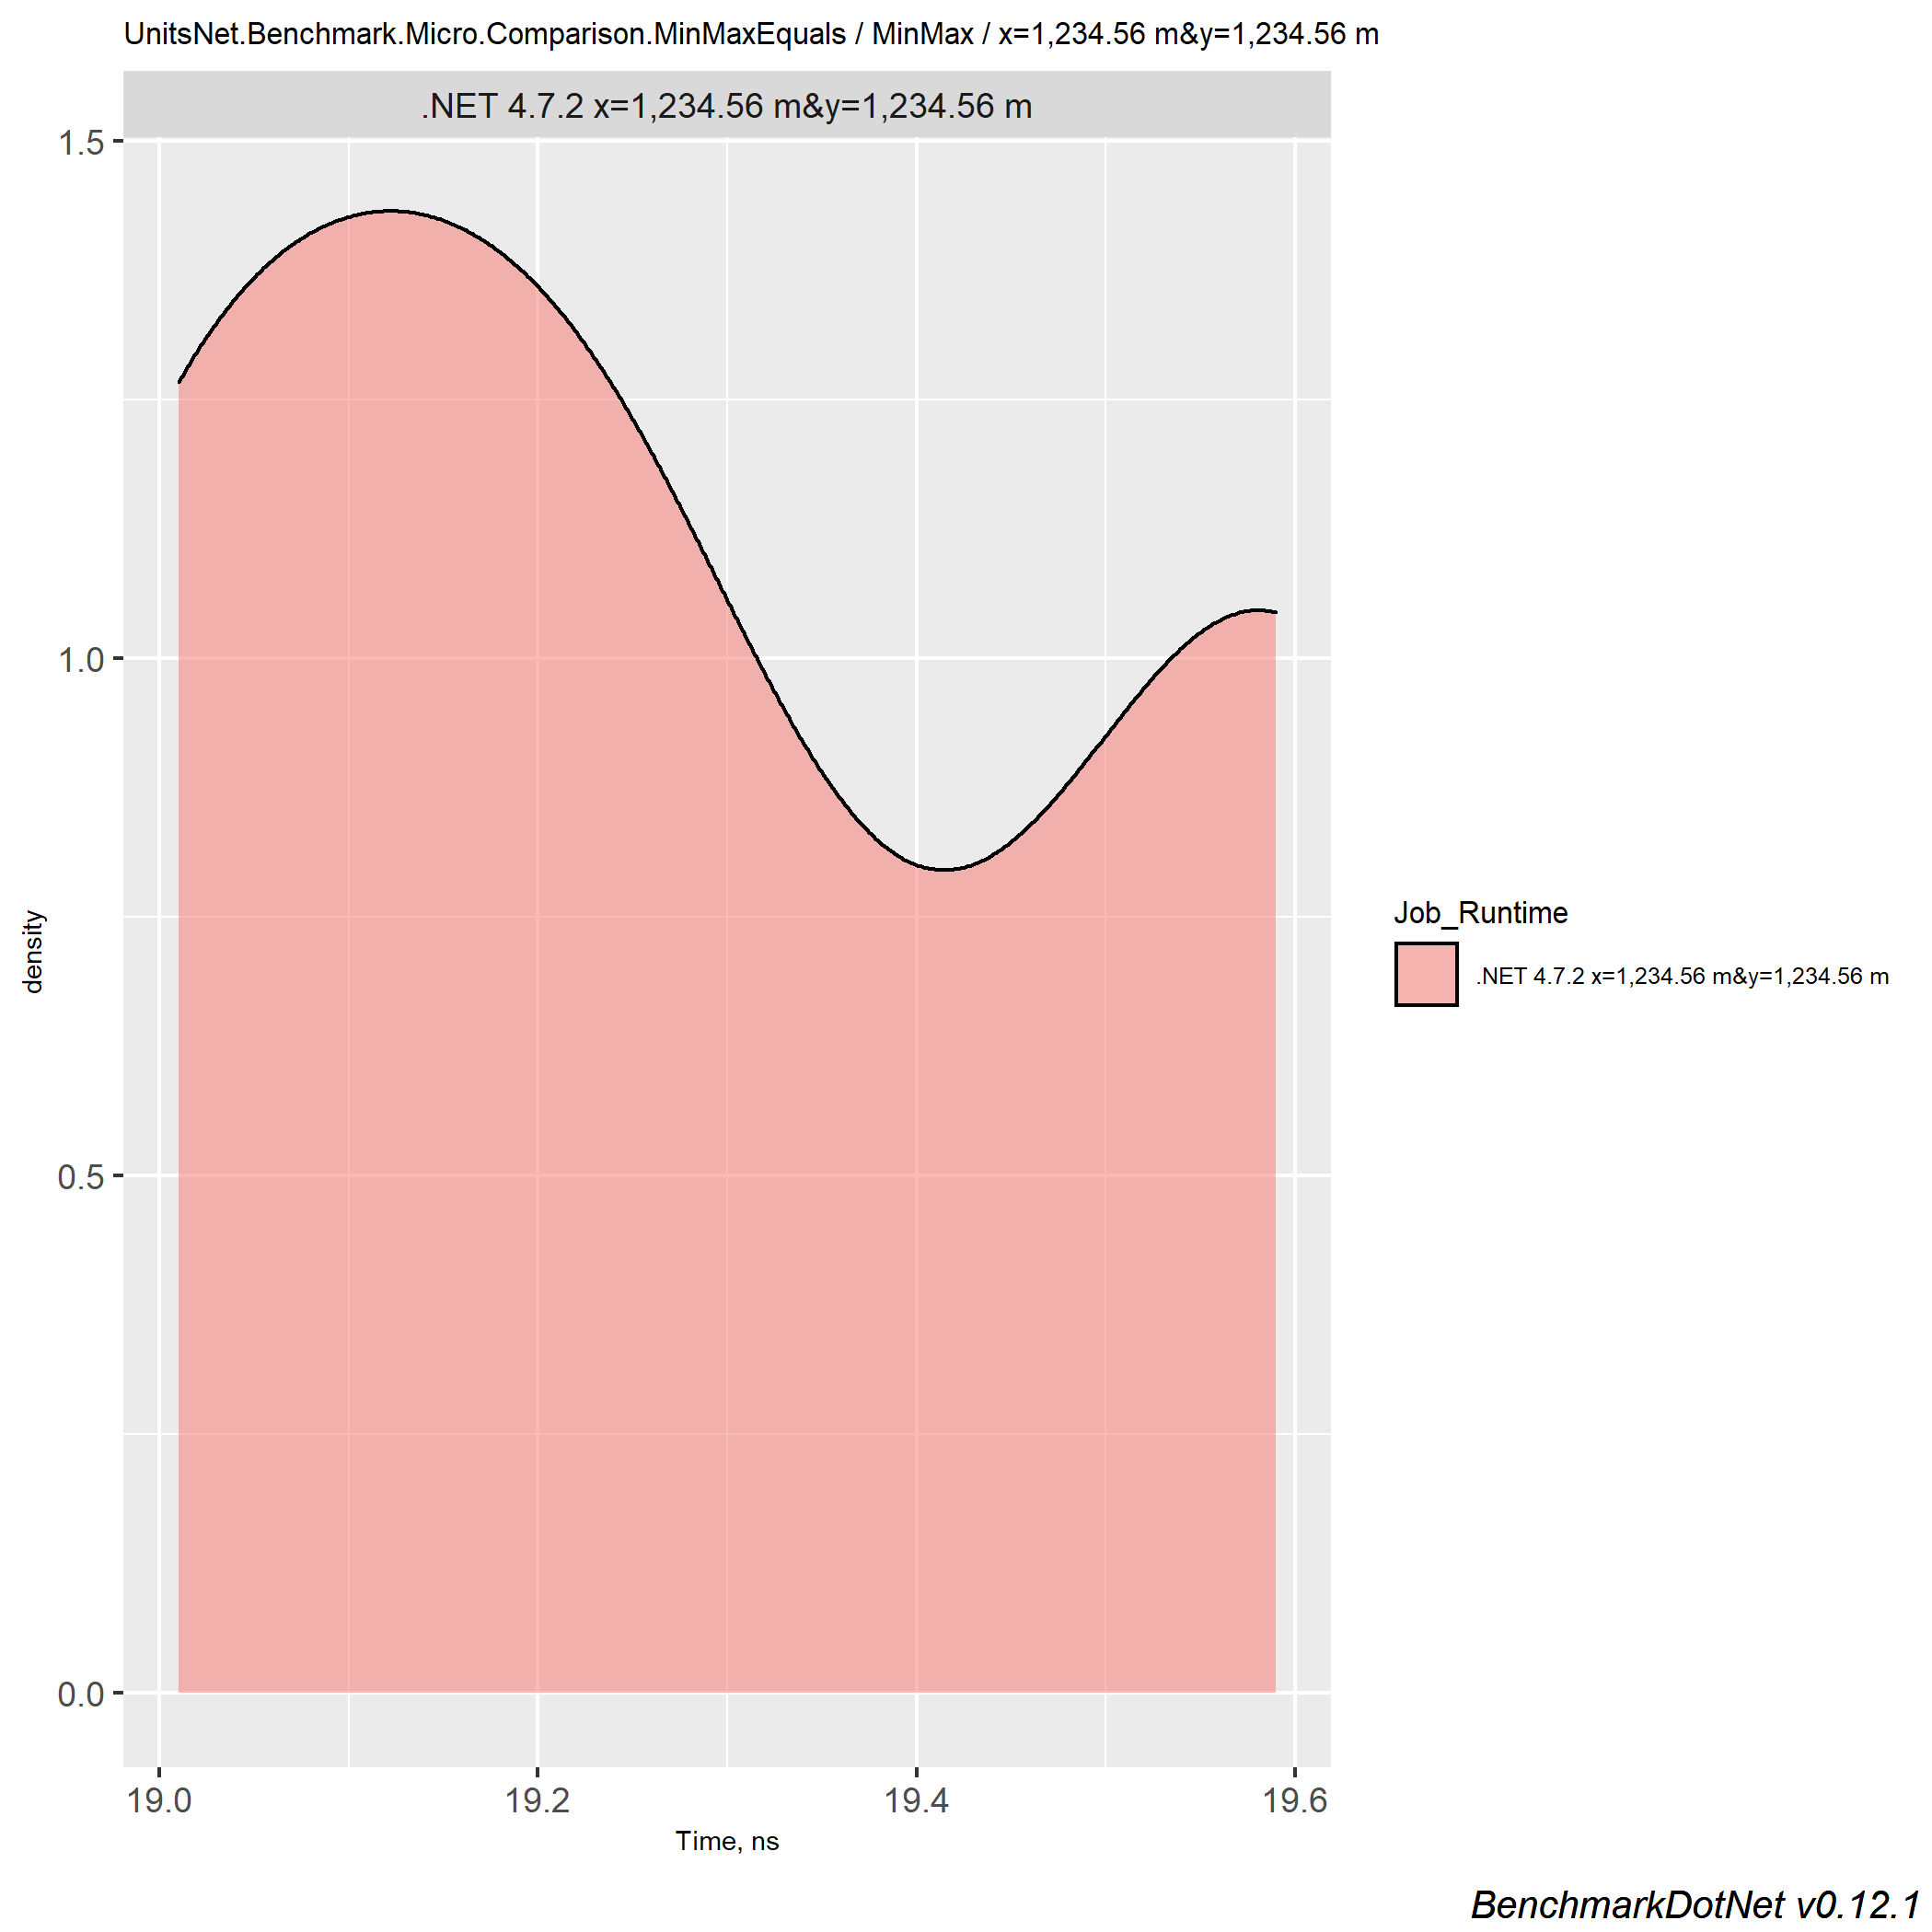 UnitsNet.Benchmark.Micro.Comparison.MinMaxEquals / MinMax / x=1,234.56 m&y=1,234.56 m
.NET 4.7.2 x=1,234.56 m&y=1,234.56 m
1.5
1.0
0.5
0.0
density
19.0 19.2 19.4 19.6
Time, ns
Job_Runtime
.NET 4.7.2 x=1,234.56 m&y=1,234.56 m
BenchmarkDotNet v0.12.1